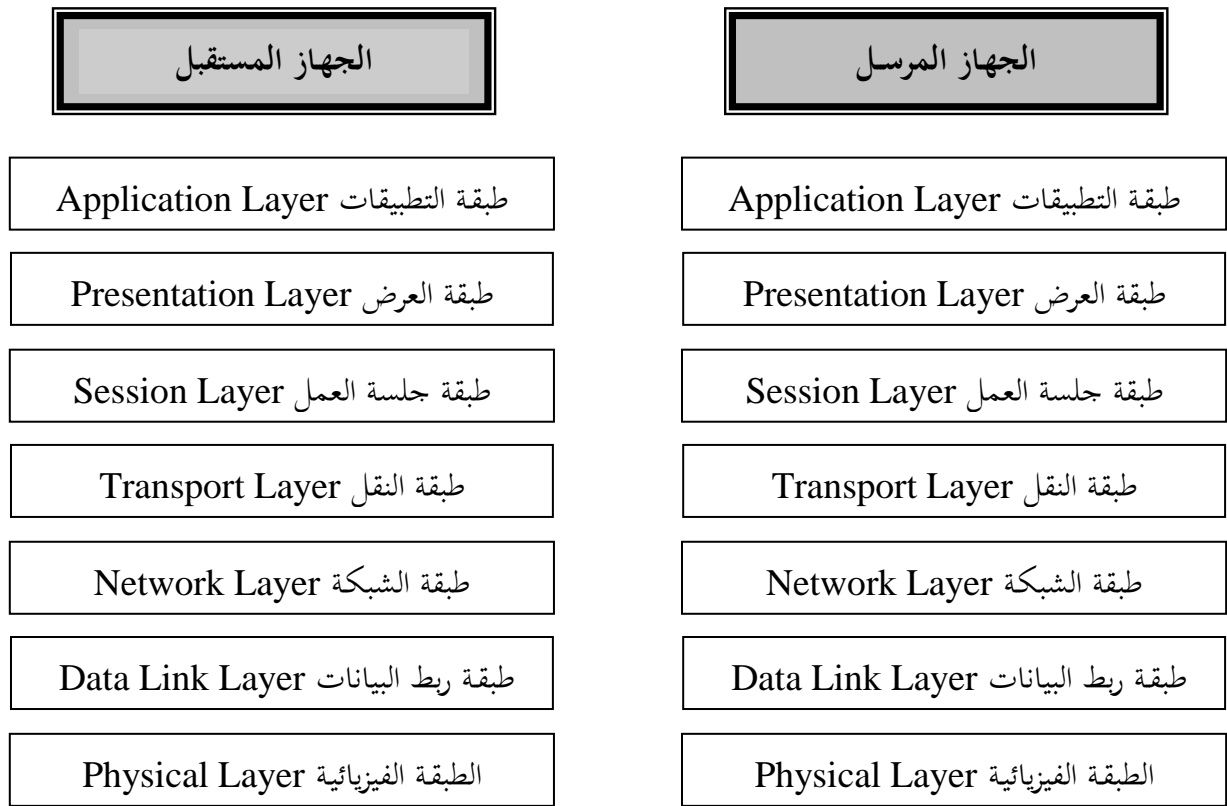 الجهاز المرسل
الجهاز المستقبل
طبقة التطبيقات Application Layer
طبقة التطبيقات Application Layer
طبقة العرض Presentation Layer
طبقة العرض Presentation Layer
طبقة جلسة العمل Session Layer
طبقة جلسة العمل Session Layer
طبقة النقل Transport Layer
طبقة النقل Transport Layer
طبقة الشبكة Network Layer
طبقة الشبكة Network Layer
طبقة ربط البيانات Data Link Layer
طبقة ربط البيانات Data Link Layer
الطبقة الفيزيائية Physical Layer
الطبقة الفيزيائية Physical Layer